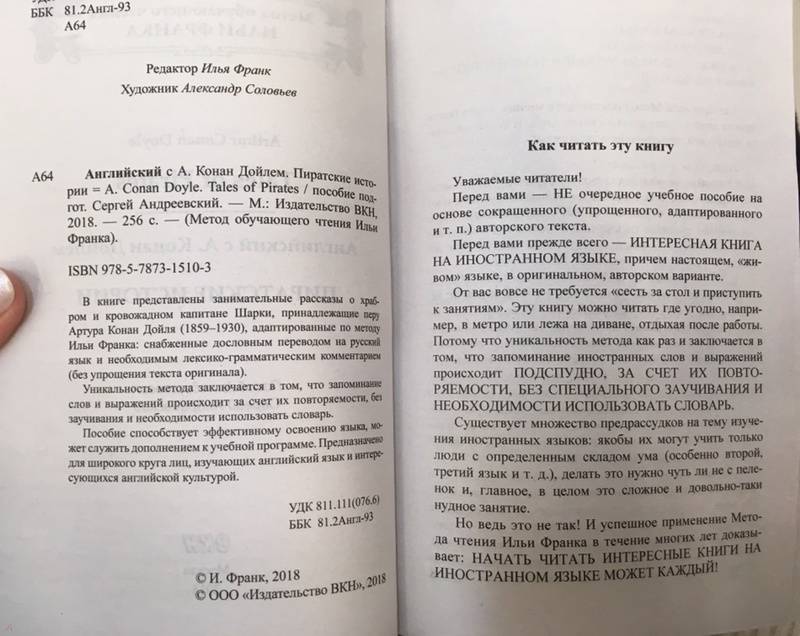 ББК 81.2Англ-93
А64
Редактор Илья Франк
Художник Александр Соловьев
А64
Английский с А. Конан Дойлем. Пиратские исто-
рии = A. Conan Doyle. Tales of Pirates / пособие под-
гот. Сергей Андреевский. — М.: Издательство ВКН,
2018. — 256 с. — (Метод обучающего чтения Ильи
Франка).
ISBN 978-5-7873-1510-3
В книге представлены занимательные рассказы о храб-
ром и кровожадном капитане Шарки, принадлежащие перу
Артура Конан Дойля (1859–1930), адаптированные по методу
Ильи Франка: снабженные дословным переводом на русский
язык и необходимым лексико-грамматическим комментарием
(без упрощения текста оригинала).
Уникальность метода заключается в том, что запоминание
слов и выражений происходит за счет их повторяемости, без
заучивания и необходимости использовать словарь.
Пособие способствует эффективному освоению языка, мо-
жет служить дополнением к учебной программе. Предназначено
для широкого круга лиц, изучающих английский язык и интере-
сующихся английской культурой.
УДК 811.111(076.6)
ББК 81.2Англ-93
© И. Франк, 2018
© ООО «Издательство ВКН», 2018
Как читать эту книгу
Уважаемые читатели!
Перед вами — НЕ очередное учебное пособие на
основе сокращенного (упрощенного, адаптированного
и т. п.) авторского текста.
Перед вами прежде всего — ИНТЕРЕСНАЯ КНИГА
НА ИНОСТРАННОМ ЯЗЫКЕ, причем настоящем, «жи-
вом» языке, в оригинальном, авторском варианте.
От вас вовсе не требуется «сесть за стол и приступить
к занятиям». Эту книгу можно читать где угодно, напри-
мер, в метро или лежа на диване, отдыхая после работы.
Потому что уникальность метода как раз и заключается в
том, что запоминание иностранных слов и выражений
происходит ПОДСПУДНО, ЗА СЧЕТ ИХ ПОВТО-
РЯЕМОСТИ, БЕЗ СПЕЦИАЛЬНОГО ЗАУЧИВАНИЯ И
НЕОБХОДИМОСТИ ИСПОЛЬЗОВАТЬ СЛОВАРЬ.
Существует множество предрассудков на тему изуче-
ния иностранных языков: якобы их могут учить только
люди с определенным складом ума (особенно второй,
третий язык и т. д.), делать это нужно чуть ли не с пеле-
нок и, главное, в целом это сложное и довольно-таки
нудное занятие.
Но ведь это не так! И успешное применение Мето-
да чтения Ильи Франка в течение многих лет доказы-
вает: НАЧАТЬ ЧИТАТЬ ИНТЕРЕСНЫЕ КНИГИ НА
ИНОСТРАННОМ ЯЗЫКЕ МОЖЕТ КАЖДЫЙ!